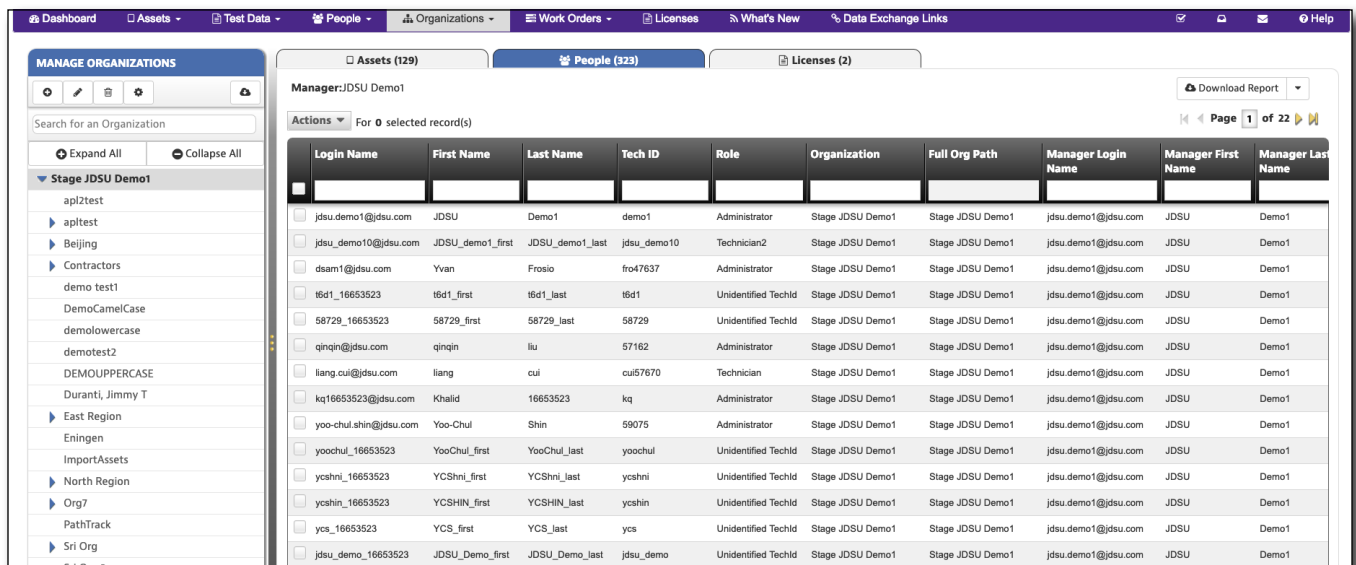 Dashboard Assets Test Data People Organizations Work Orders Licenses What's New Data Exchange Links Help
MANAGE ORGANIZATIONS
Search for an Organization
Expand All Collapse All
Stage JDSU Demo1
apl2test
apltest
Beijing
Contractors
demo test1
DemoCamelCase
demolowercase
demotest2
DEMOUPPERCASE
Duranti, Jimmy T
East Region
Eningen
ImportAssets
North Region
Org7
PathTrack
Sri Org
Assets (129) People (323) Licenses (2)
Manager:JDSU Demo1 Download Report
Actions For 0 selected record(s) Page 1 of 22
Login Name First Name Last Name Tech ID Role Organization Full Org Path Manager Login Name Manager First Name Manager Last Name
jdsu.demo1@jdsu.com JDSU Demo1 demo1 Administrator Stage JDSU Demo1 Stage JDSU Demo1 jdsu.demo1@jdsu.com JDSU Demo1
jdsu_demo10@jdsu.com JDSU_demo1_first JDSU_demo1_last jdsu_demo10 Technician2 Stage JDSU Demo1 Stage JDSU Demo1 jdsu.demo1@jdsu.com JDSU Demo1
dsam1@jdsu.com Yvan Frosio fro47637 Administrator Stage JDSU Demo1 Stage JDSU Demo1 jdsu.demo1@jdsu.com JDSU Demo1
t6d1_16653523 t6d1_first t6d1_last t6d1 Unidentified TechId Stage JDSU Demo1 Stage JDSU Demo1 jdsu.demo1@jdsu.com JDSU Demo1
58729_16653523 58729_first 58729_last 58729 Unidentified TechId Stage JDSU Demo1 Stage JDSU Demo1 jdsu.demo1@jdsu.com JDSU Demo1
qinqin@jdsu.com qinqin liu 57162 Administrator Stage JDSU Demo1 Stage JDSU Demo1 jdsu.demo1@jdsu.com JDSU Demo1
liang.cui@jdsu.com liang cui cui57670 Technician Stage JDSU Demo1 Stage JDSU Demo1 jdsu.demo1@jdsu.com JDSU Demo1
kq16653523@jdsu.com Khalid 16653523 kq Administrator Stage JDSU Demo1 Stage JDSU Demo1 jdsu.demo1@jdsu.com JDSU Demo1
yoo-chul.shin@jdsu.com Yoo-Chul Shin 59075 Administrator Stage JDSU Demo1 Stage JDSU Demo1 jdsu.demo1@jdsu.com JDSU Demo1
yoochul_16653523 YooChul_first YooChul_last yoochul Unidentified TechId Stage JDSU Demo1 Stage JDSU Demo1 jdsu.demo1@jdsu.com JDSU Demo1
ycshni_16653523 YCShni_first YCShni_last ycshni Unidentified TechId Stage JDSU Demo1 Stage JDSU Demo1 jdsu.demo1@jdsu.com JDSU Demo1
ycshin_16653523 YCSHIN_first YCSHIN_last ycshin Unidentified TechId Stage JDSU Demo1 Stage JDSU Demo1 jdsu.demo1@jdsu.com JDSU Demo1
ycs_16653523 YCS_first YCS_last ycs Unidentified TechId Stage JDSU Demo1 Stage JDSU Demo1 jdsu.demo1@jdsu.com JDSU Demo1
jdsu_demo_16653523 JDSU_Demo_first JDSU_Demo_last jdsu_demo Unidentified TechId Stage JDSU Demo1 Stage JDSU Demo1 jdsu.demo1@jdsu.com JDSU Demo1